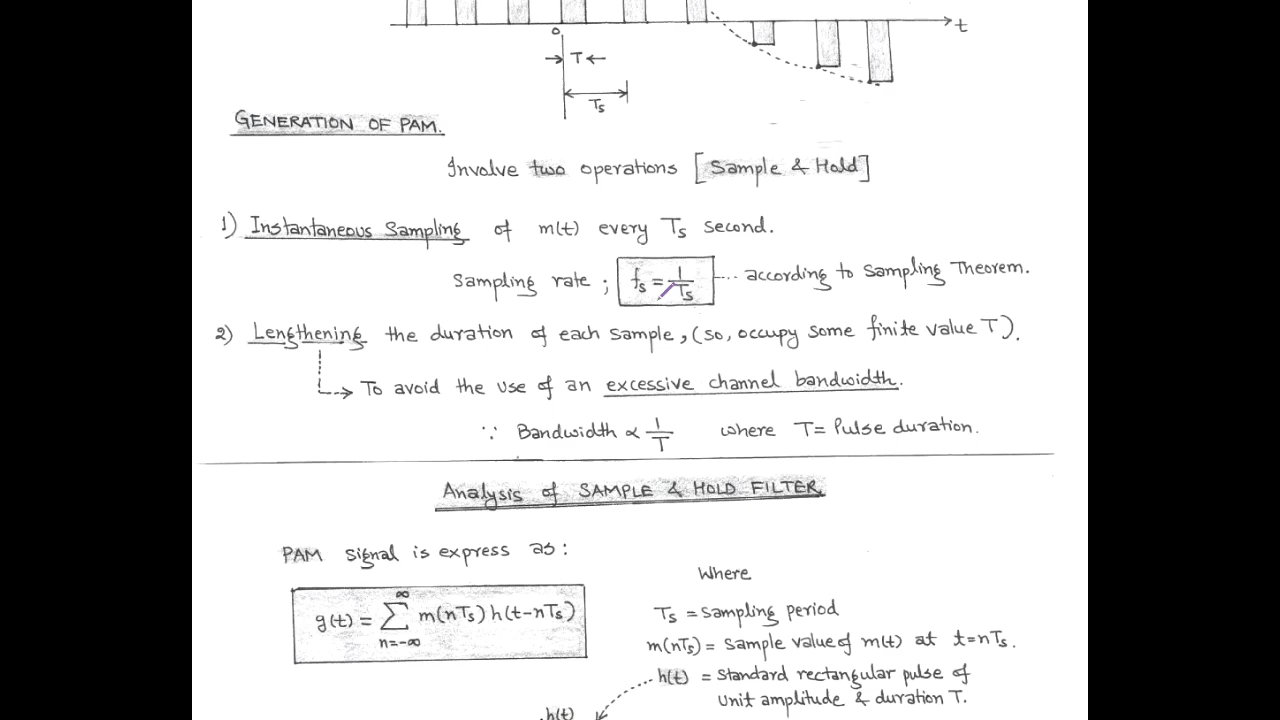 t
0
T
Ts
GENERATION OF PAM.
Involve two operations [Sample & Hold]
1) Instantaneous Sampling of m(t) every Ts second.
Sampling rate ; fs = 1/Ts ---- according to Sampling Theorem.
2) Lengthening the duration of each sample, (so, occupy some finite value T).
To avoid the use of an excessive channel bandwidth.
∵ Bandwidth ∝ 1/T where T = Pulse duration.
Analysis of SAMPLE & HOLD FILTER
PAM signal is express as :
g(t) = ∑ n=-∞ ∞ m(nTs) h(t-nTs)
Where
Ts = Sampling period
m(nTs) = Sample value of m(t) at t=nTs.
h(t) = Standard rectangular pulse of
Unit amplitude & duration T.
h(t)